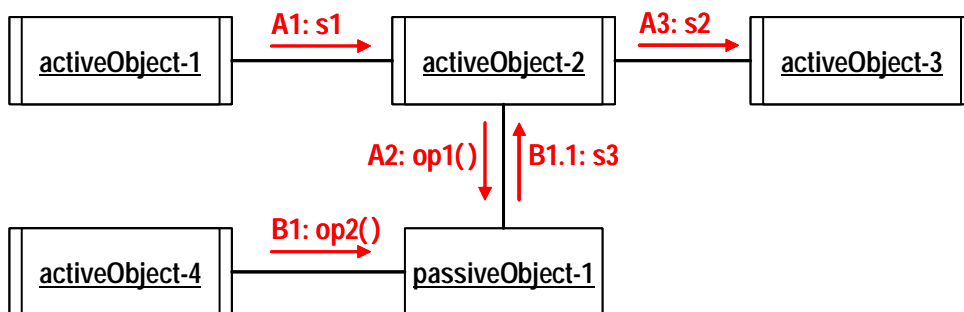 A1: s1
A3: s2
activeObject-1
activeObject-2
activeObject-3
A2: op1()
B1.1: s3
B1: op2()
activeObject-4
passiveObject-1